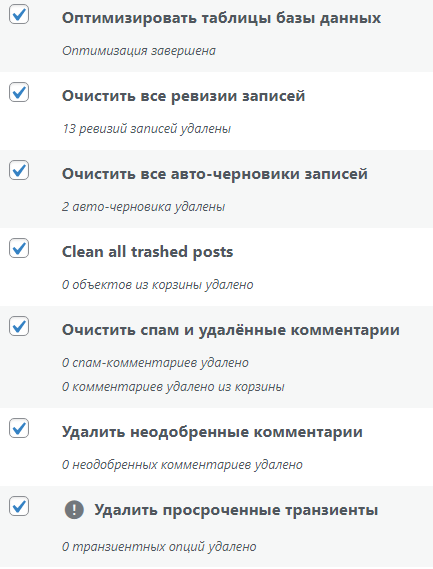 Оптимизировать таблицы базы данных
Оптимизация завершена
Очистить все ревизии записей
13 ревизий записей удалены
Очистить все авто-черновики записей
2 авто-черновика удалены
Clean all trashed posts
0 объектов из корзины удалено
Очистить спам и удалённые комментарии
0 спам-комментариев удалено
0 комментариев удалено из корзины
Удалить неодобренные комментарии
0 неодобренных комментариев удалено
Удалить просроченные транзиенты
0 транзиентных опций удалено